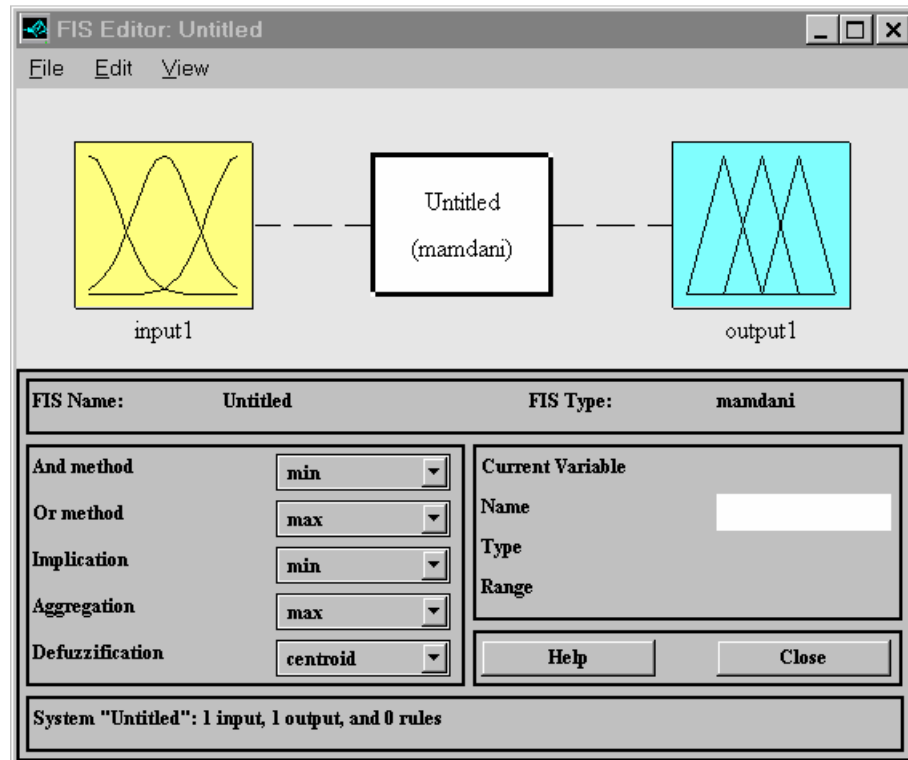 FIS Editor: Untitled
File Edit View
Untitled
(mamdani)
input1
output1
FIS Name: Untitled FIS Type: mamdani
And method min
Or method max
Implication min
Aggregation max
Defuzzification centroid
Current Variable
Name
Type
Range
Help Close
System "Untitled": 1 input, 1 output, and 0 rules